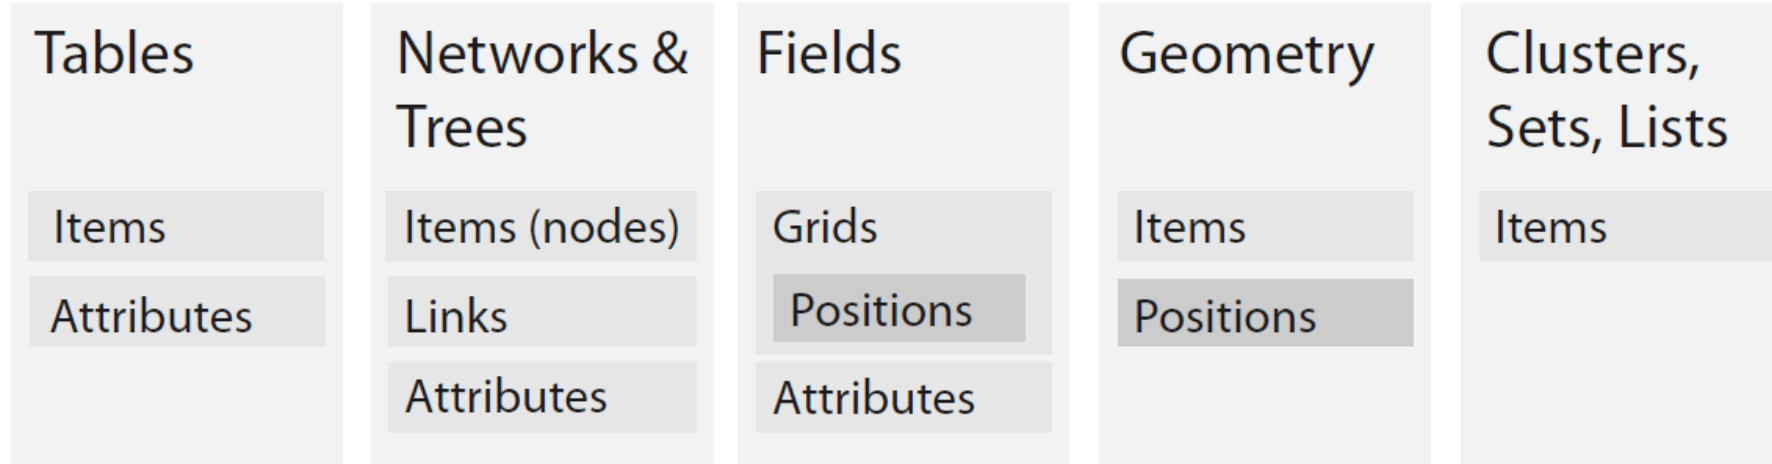 Tables
Items
Attributes
Networks &
Trees
Items (nodes)
Links
Attributes
Fields
Grids
Positions
Attributes
Geometry
Items
Positions
Clusters,
Sets, Lists
Items